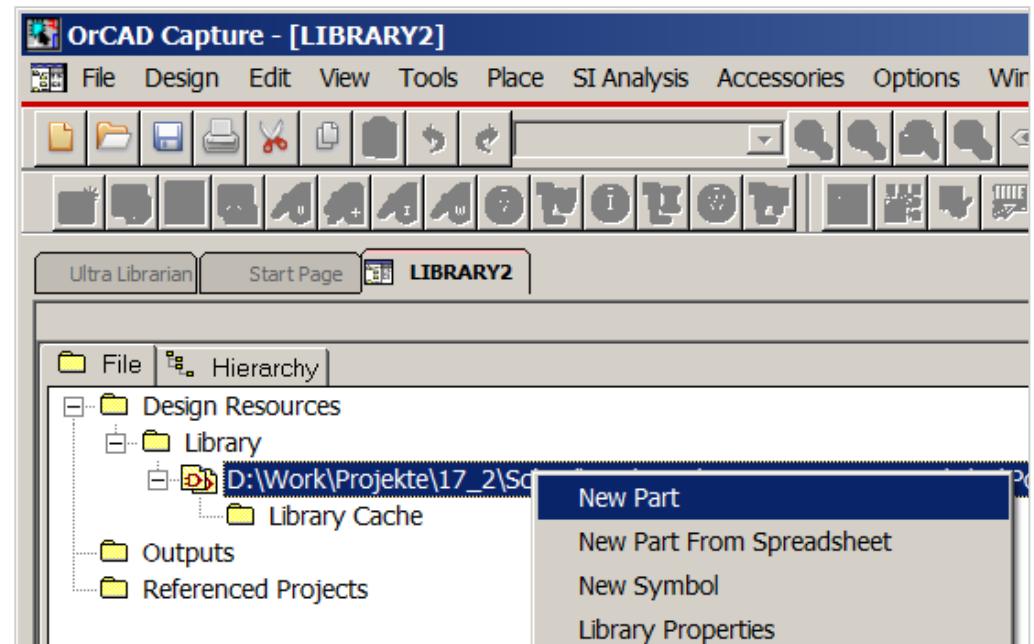 OrCAD Capture - [LIBRARY2]
File Design Edit View Tools Place SI Analysis Accessories Options
Ultra Librarian Start Page LIBRARY2
File Hierarchy
Design Resources
Library
D:\Work\Projekte\17_2\
Library Cache
Outputs
Referenced Projects
New Part
New Part From Spreadsheet
New Symbol
Library Properties